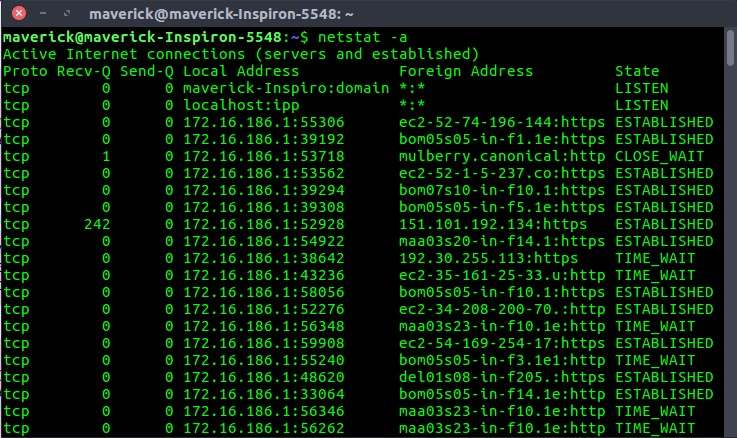 maverick@maverick-Inspiron-5548: ~
maverick@maverick-Inspiron-5548:~$ netstat -a
Active Internet connections (servers and established)
Proto Recv-Q Send-Q Local Address           Foreign Address         State
tcp        0      0 maverick-Inspiro:domain *:*                     LISTEN
tcp        0      0 localhost:ipp           *:*                     LISTEN
tcp        0      0 172.16.186.1:55306      ec2-52-74-196-144:https ESTABLISHED
tcp        0      0 172.16.186.1:39192      bom05s05-in-f1.1e:https ESTABLISHED
tcp        1      0 172.16.186.1:53718      mulberry.canonical:http CLOSE_WAIT
tcp        0      0 172.16.186.1:53562      ec2-52-1-5-237.co:https ESTABLISHED
tcp        0      0 172.16.186.1:39294      bom07s10-in-f10.1:https ESTABLISHED
tcp        0      0 172.16.186.1:39308      bom05s05-in-f5.1e:https ESTABLISHED
tcp      242      0 172.16.186.1:52928      151.101.192.134:https   ESTABLISHED
tcp        0      0 172.16.186.1:54922      maa03s20-in-f14.1:https ESTABLISHED
tcp        0      0 172.16.186.1:38642      192.30.255.113:https    TIME_WAIT
tcp        0      0 172.16.186.1:43236      ec2-35-161-25-33.u:http TIME_WAIT
tcp        0      0 172.16.186.1:58056      bom05s05-in-f10.1:https ESTABLISHED
tcp        0      0 172.16.186.1:52276      ec2-34-208-200-70.:http ESTABLISHED
tcp        0      0 172.16.186.1:56348      maa03s23-in-f10.1e:http TIME_WAIT
tcp        0      0 172.16.186.1:59908      ec2-54-169-254-17:https ESTABLISHED
tcp        0      0 172.16.186.1:55240      bom05s05-in-f3.1e1:http TIME_WAIT
tcp        0      0 172.16.186.1:48620      del01s08-in-f205.:https ESTABLISHED
tcp        0      0 172.16.186.1:33064      bom05s05-in-f14.1e:http ESTABLISHED
tcp        0      0 172.16.186.1:56346      maa03s23-in-f10.1e:http TIME_WAIT
tcp        0      0 172.16.186.1:56262      maa03s23-in-f10.1e:http TIME_WAIT